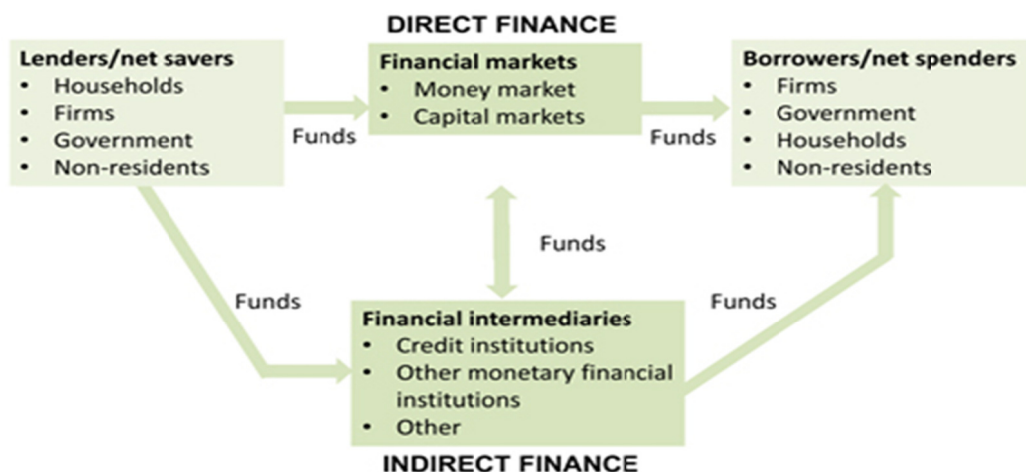 DIRECT FINANCE
Lenders/net savers
• Households
• Firms
• Government
• Non-residents
Funds
Financial markets
• Money market
• Capital markets
Funds
Borrowers/net spenders
• Firms
• Government
• Households
• Non-residents
Funds
Funds
Funds
Financial intermediaries
• Credit institutions
• Other monetary financial
institutions
• Other
INDIRECT FINANCE